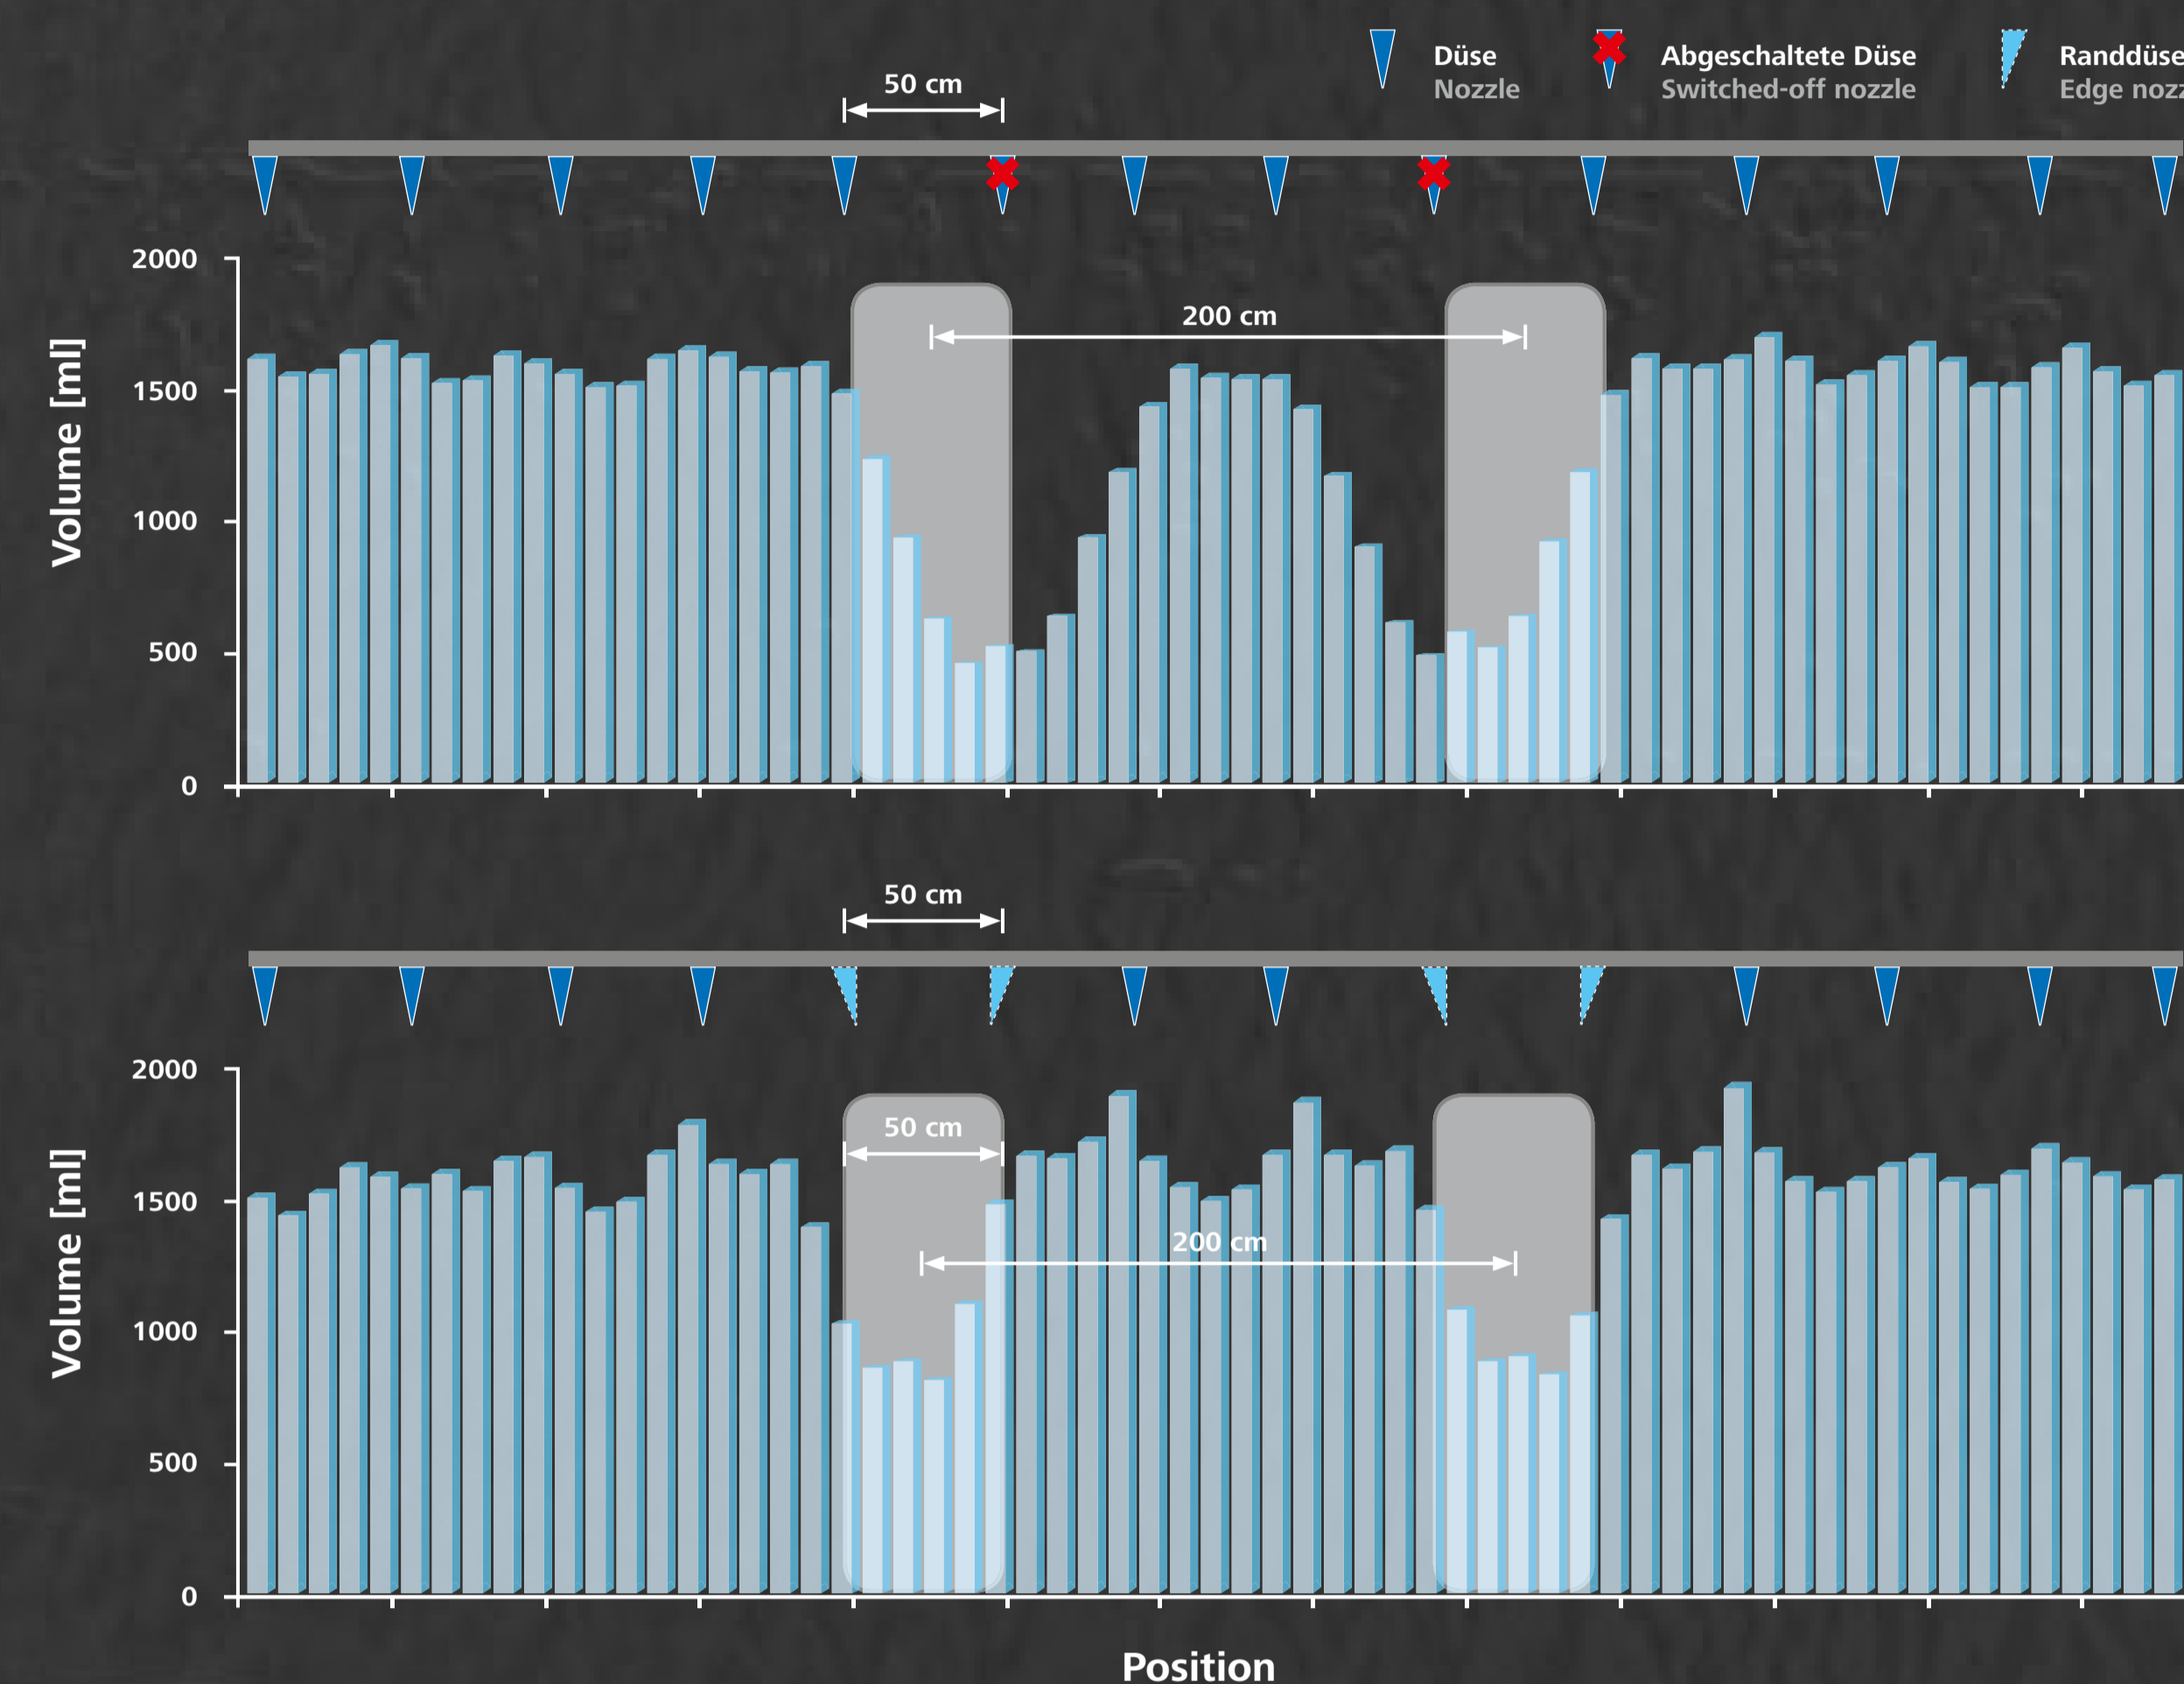 Düse
Nozzle
Abgeschaltete Düse
Switched-off nozzle
Randdüse
Edge
50 cm
Volume [ml]
2000
1500
1000
500
0
200 cm
50 cm
Volume [ml]
2000
1500
1000
500
0
50 cm
200 cm
Position